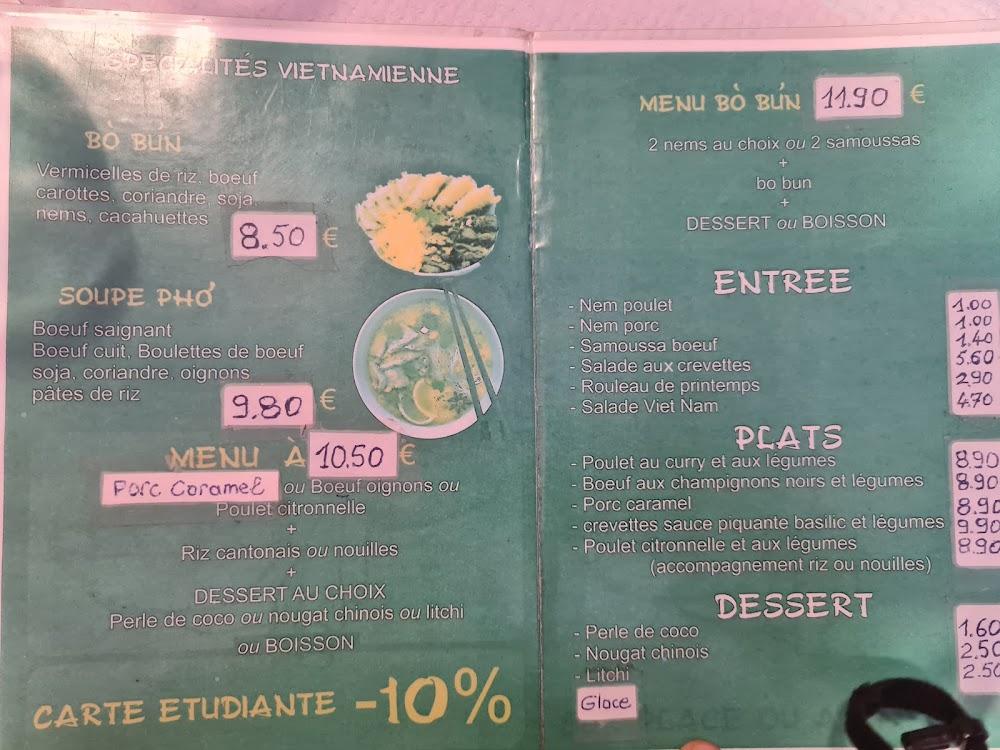 SPECIALITÉS VIETNAMIENNE
BÒ BÚN
Vermicelles de riz, boeuf
carottes, coriandre, soja,
nems, cacahuettes
8.50 €
SOUPE PHỞ
Boeuf saignant
Boeuf cuit, Boulettes de boeuf
soja, coriandre, oignons
pâtes de riz
9.80 €
MENU À 10.50 €
Porc Caramel ou Boeuf oignons ou
Poulet citronnelle
+
Riz cantonais ou nouilles
+
DESSERT AU CHOIX
Perle de coco ou nougat chinois ou litchi
ou BOISSON
CARTE ETUDIANTE -10%
MENU BÒ BÚN 11.90 €
2 nems au choix ou 2 samoussas
+
bo bun
+
DESSERT ou BOISSON
ENTREE
- Nem poulet 1.00
- Nem porc 1.00
- Samoussa boeuf 1.40
- Salade aux crevettes 5.60
- Rouleau de printemps 2.90
- Salade Viet Nam 4.70
PLATS
- Poulet au curry et aux légumes 8.90
- Boeuf aux champignons noirs et légumes 8.90
- Porc caramel 8.90
- crevettes sauce piquante basilic et légumes 9.90
- Poulet citronnelle et aux légumes 8.90
(accompagnement riz ou nouilles)
DESSERT
- Perle de coco 1.60
- Nougat chinois 2.50
- Litchi 2.50
Glace